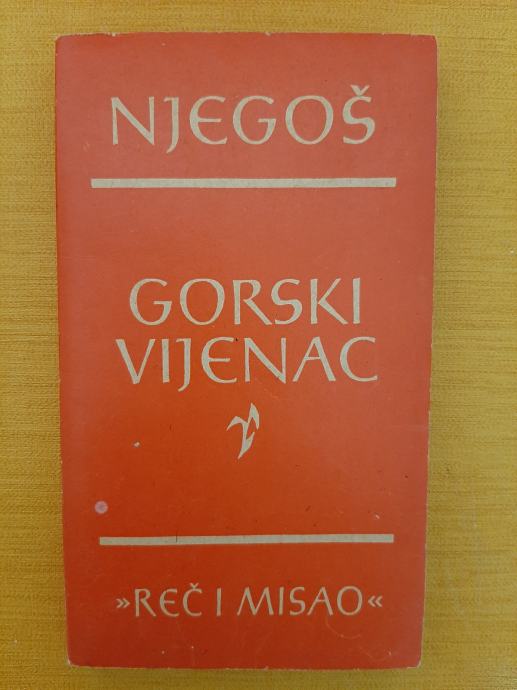 NJEGOŠ
GORSKI
VIJENAC
»REČ I MISAO«